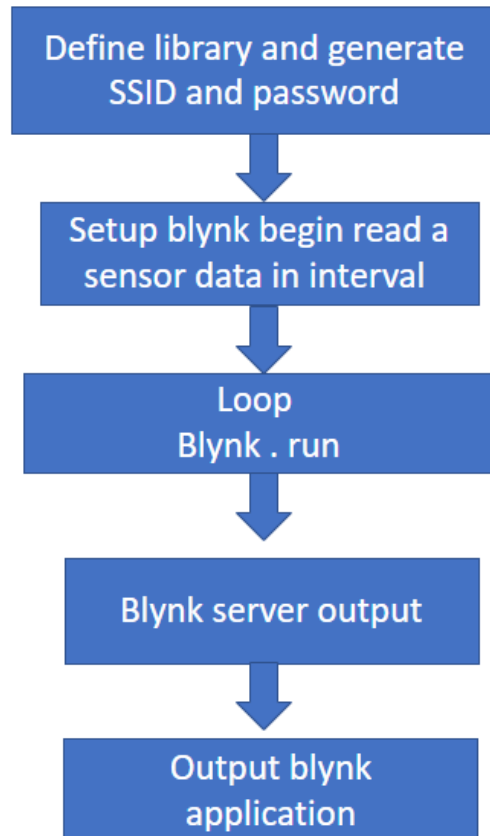 Define library and generate
SSID and password
Setup blynk begin read a
sensor data in interval
Loop
Blynk . run
Blynk server output
Output blynk
application